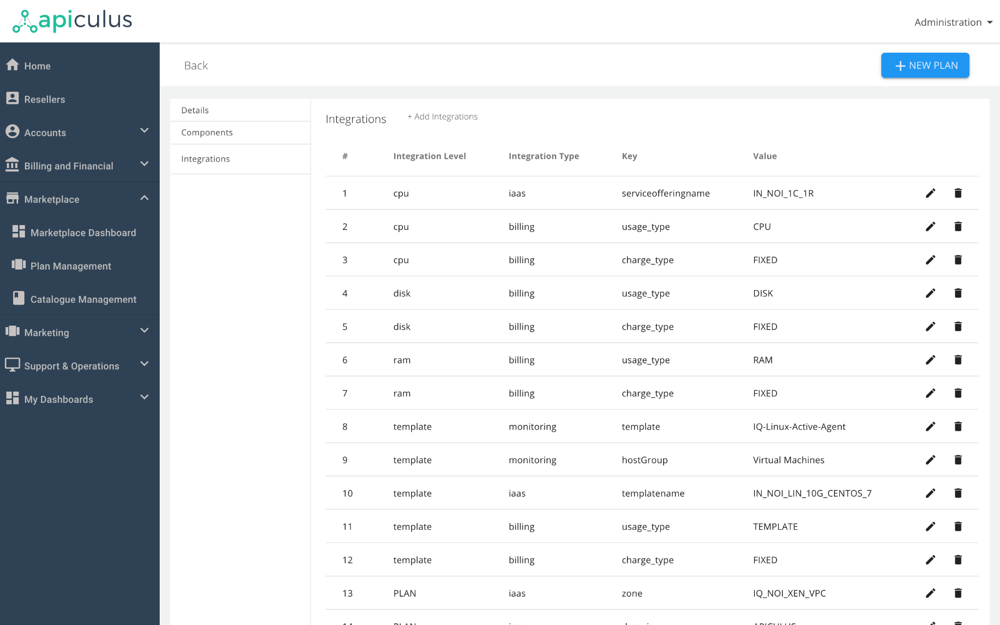 apiculus
Administration
Home
Resellers
Accounts
Billing and Financial
Marketplace
Marketplace Dashboard
Plan Management
Catalogue Management
Marketing
Support & Operations
My Dashboards
Back
NEW PLAN
Details
Components
Integrations
Integrations + Add Integrations
# Integration Level Integration Type Key Value
1 cpu iaas serviceofferingname IN_NOI_1C_1R
2 cpu billing usage_type CPU
3 cpu billing charge_type FIXED
4 disk billing usage_type DISK
5 disk billing charge_type FIXED
6 ram billing usage_type RAM
7 ram billing charge_type FIXED
8 template monitoring template IQ-Linux-Active-Agent
9 template monitoring hostGroup Virtual Machines
10 template iaas templatename IN_NOI_LIN_10G_CENTOS_7
11 template billing usage_type TEMPLATE
12 template billing charge_type FIXED
13 PLAN iaas zone IQ_NOI_XEN_VPC